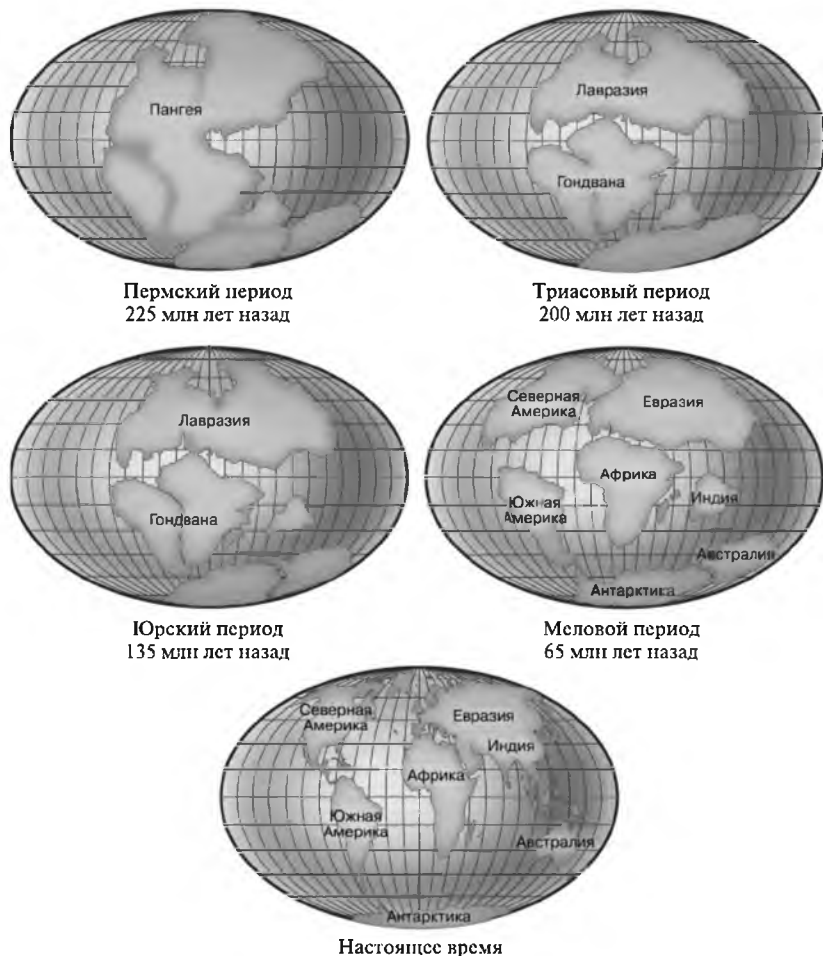 Пангея
Пермский период
225 млн лет назад
Лавразия
Гондвана
Триасовый период
200 млн лет назад
Лавразия
Гондвана
Юрский период
135 млн лет назад
Северная
Америка
Евразия
Африка
Южная
Америка
Индия
Австралия
Антарктика
Меловой период
65 млн лет назад
Северная
Америка
Евразия
Индия
Африка
Южная
Америка
Австралия
Антарктика
Настоящее время